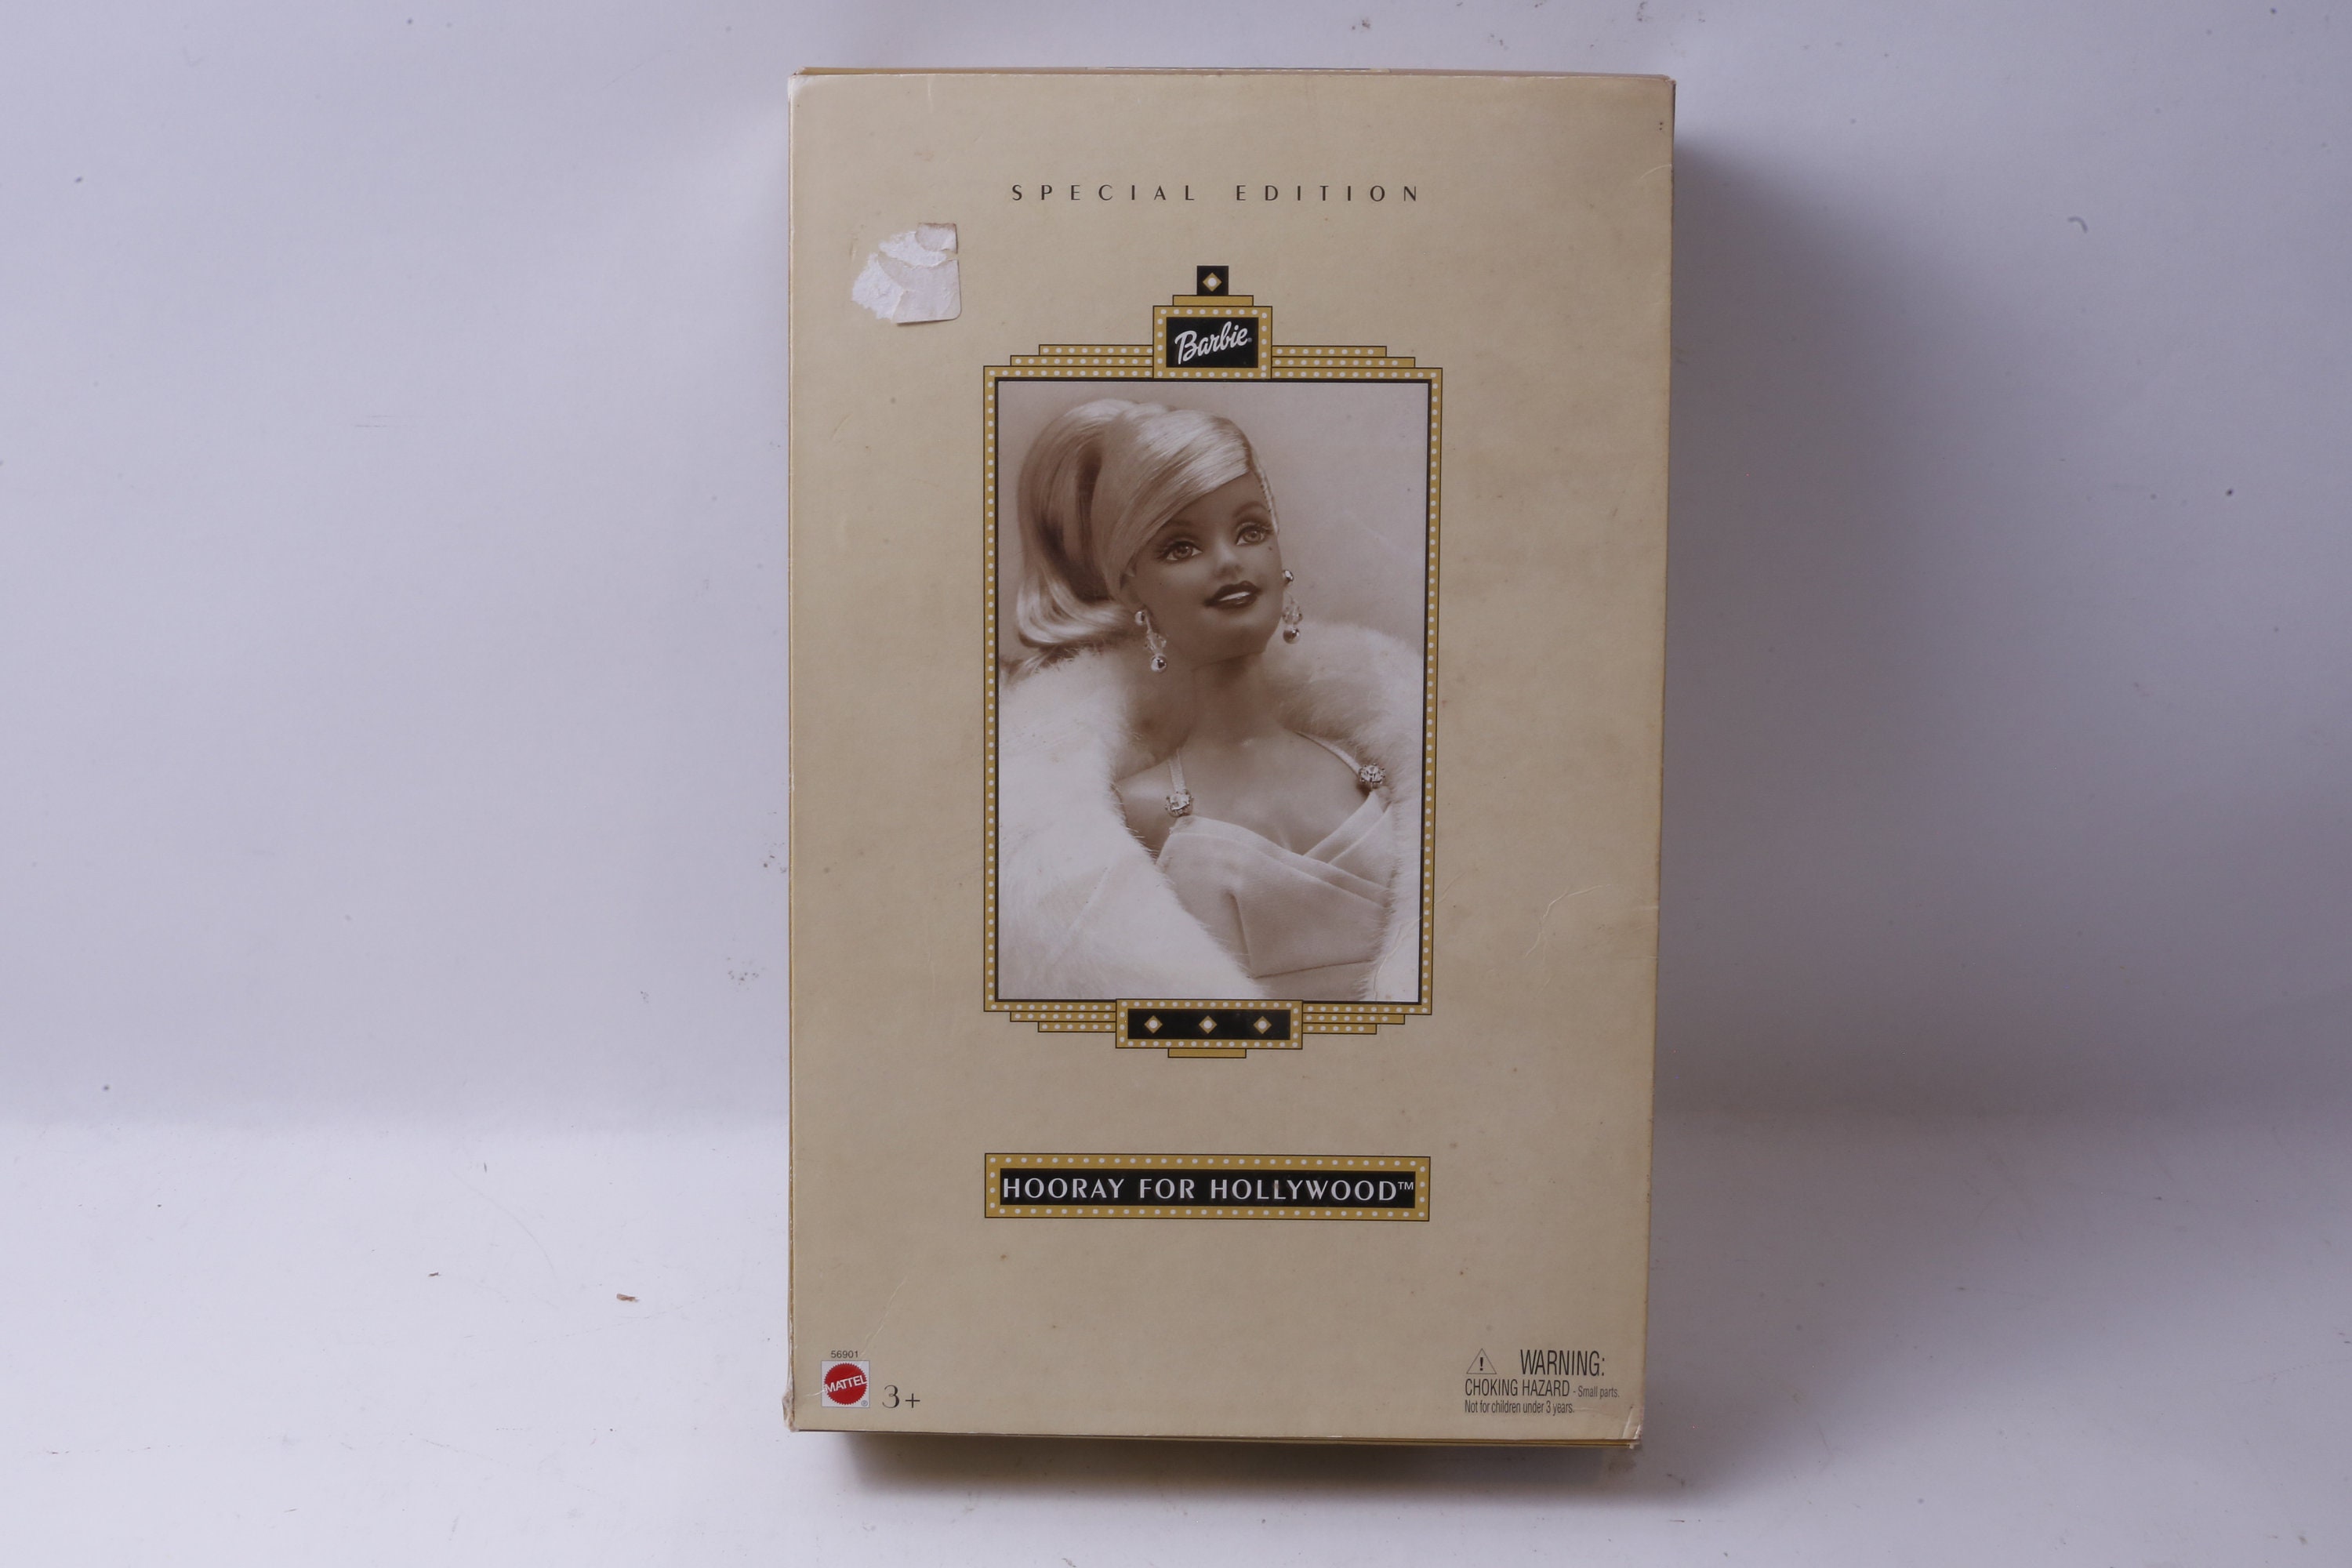 SPECIAL EDITION
Barbie®
HOORAY FOR HOLLYWOOD™
56901
MATTEL®
3+
WARNING:
CHOKING HAZARD - Small parts.
Not for children under 3 years.